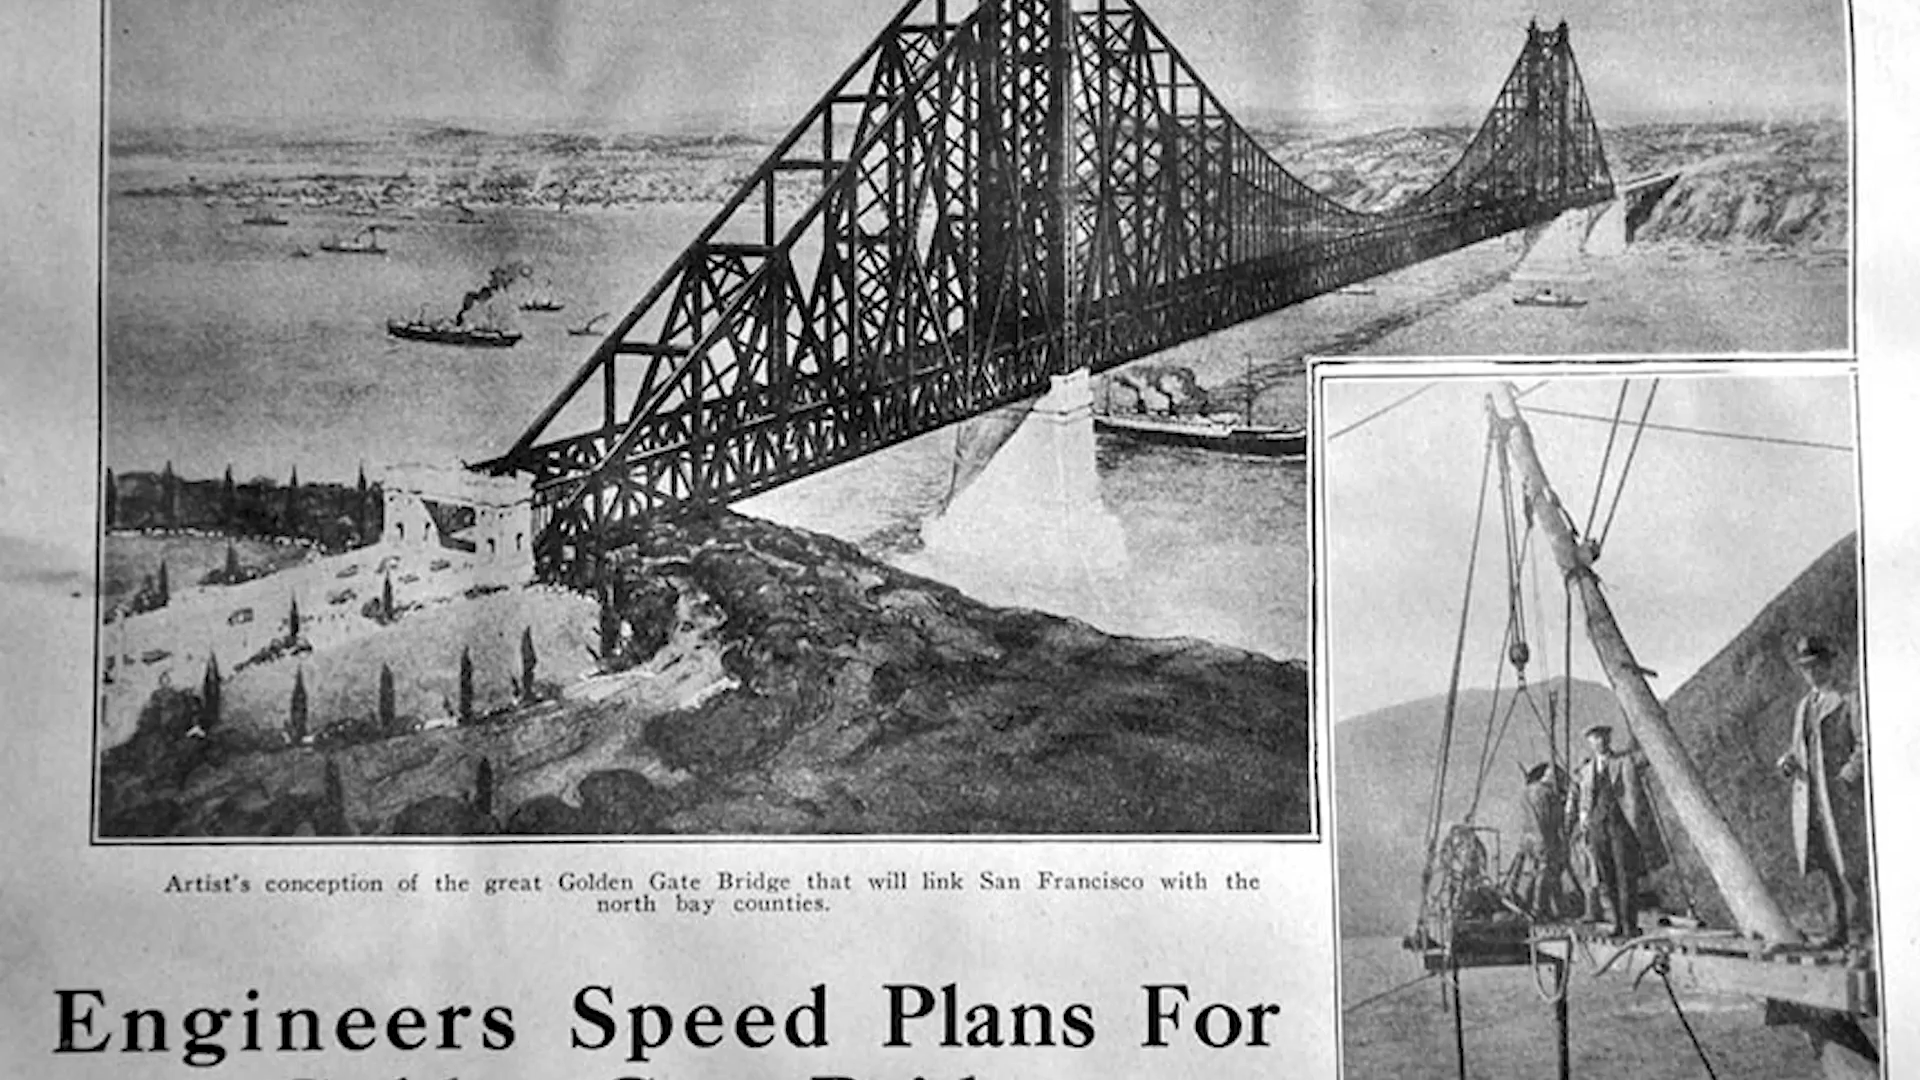 Artist's conception of the great Golden Gate Bridge that will link San Francisco with the
north bay counties.
Engineers Speed Plans For